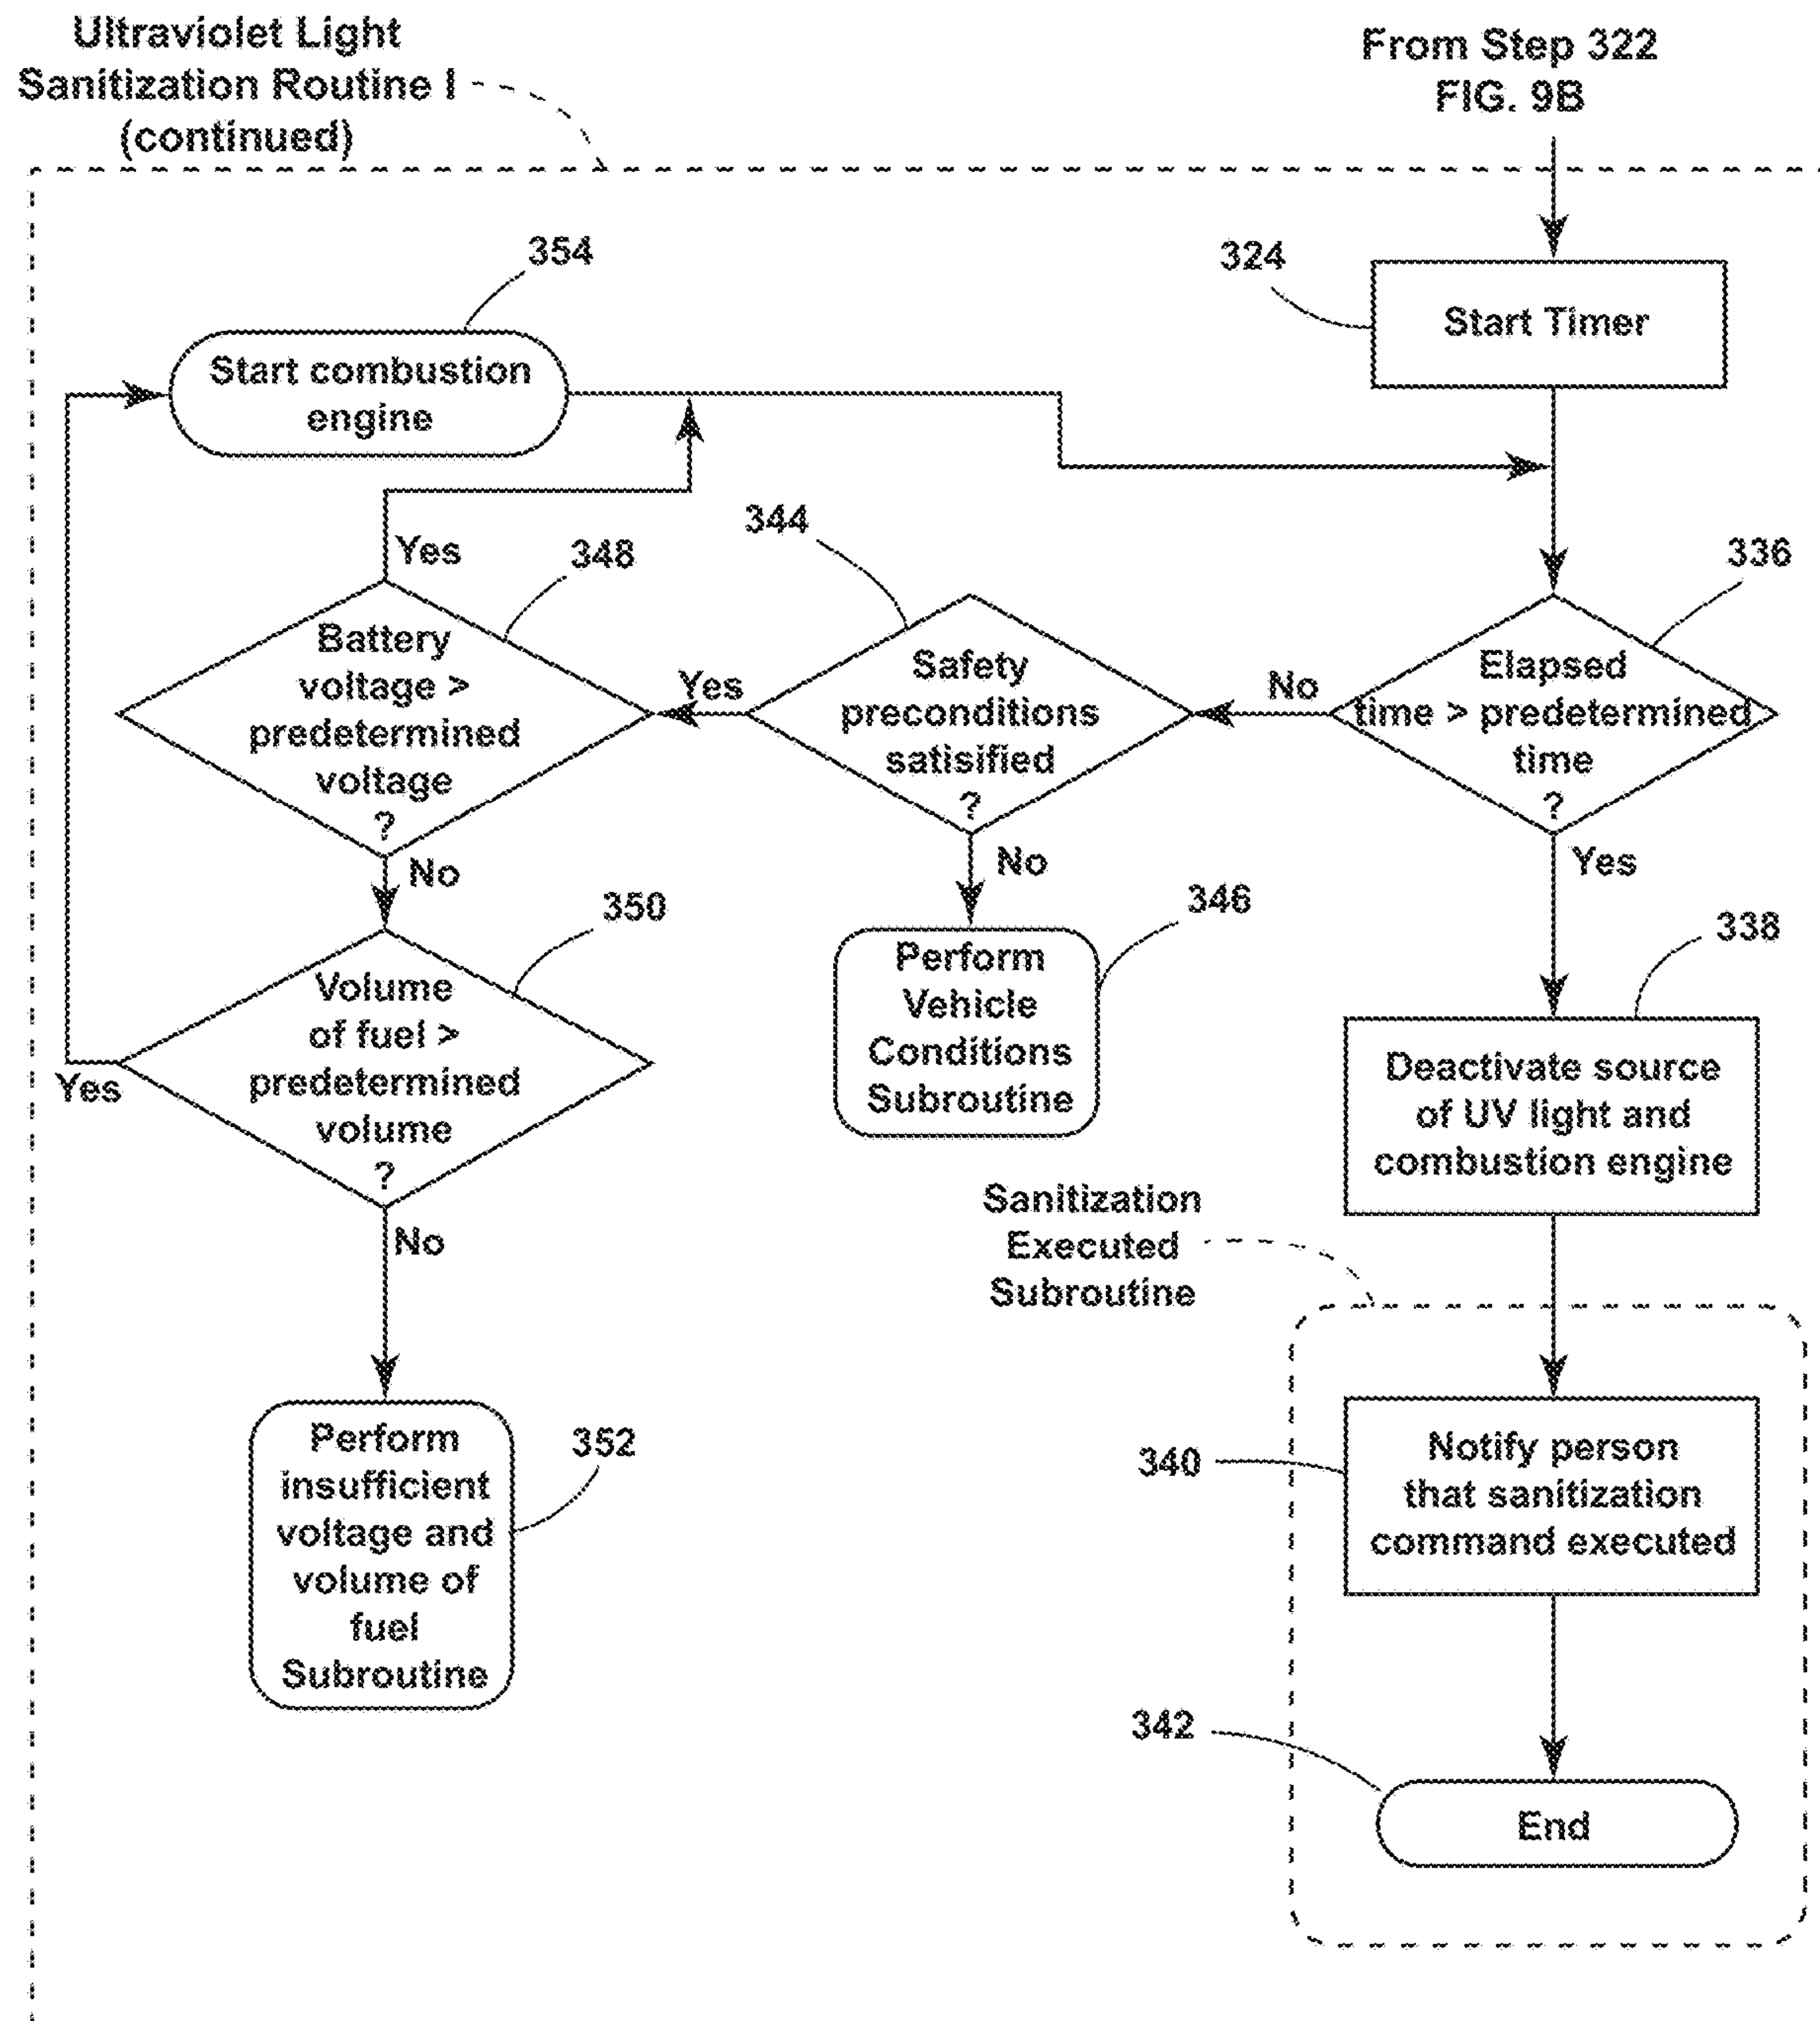 Ultraviolet Light
Sanitization Routine I
(continued)
From Step 322
FIG. 9B
354
324
Start Timer
Start combustion
engine
344
336
Yes
348
Battery
voltage >
predetermined
voltage
?
Yes
Safety
preconditions
satisified
?
No
Elapsed
time > predetermined
time
?
No
No
Yes
350
346
338
Volume
of fuel >
predetermined
volume
?
Yes
Perform
Vehicle
Conditions
Subroutine
Deactivate source
of UV light and
combustion engine
No
Sanitization
Executed
Subroutine
Perform
insufficient
voltage and
volume of
fuel
Subroutine
352
340
Notify person
that sanitization
command executed
342
End